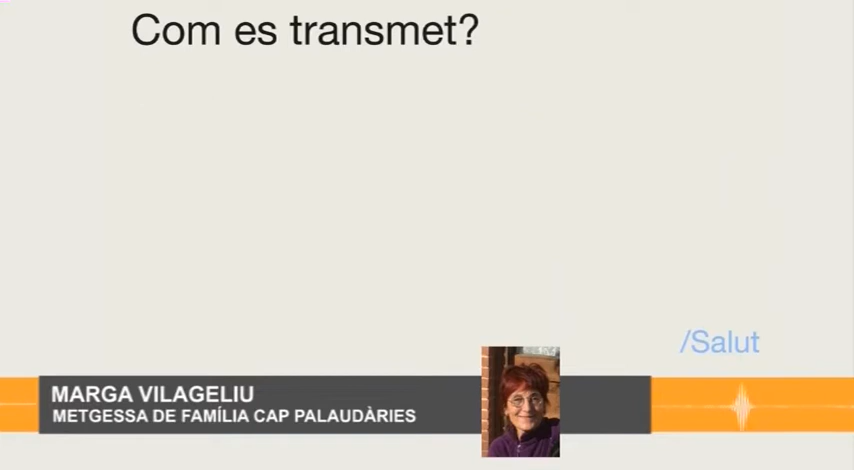 Com es transmet?
/Salut
MARGA VILAGELIU
METGESSA DE FAMÍLIA CAP PALAUDÀRIES